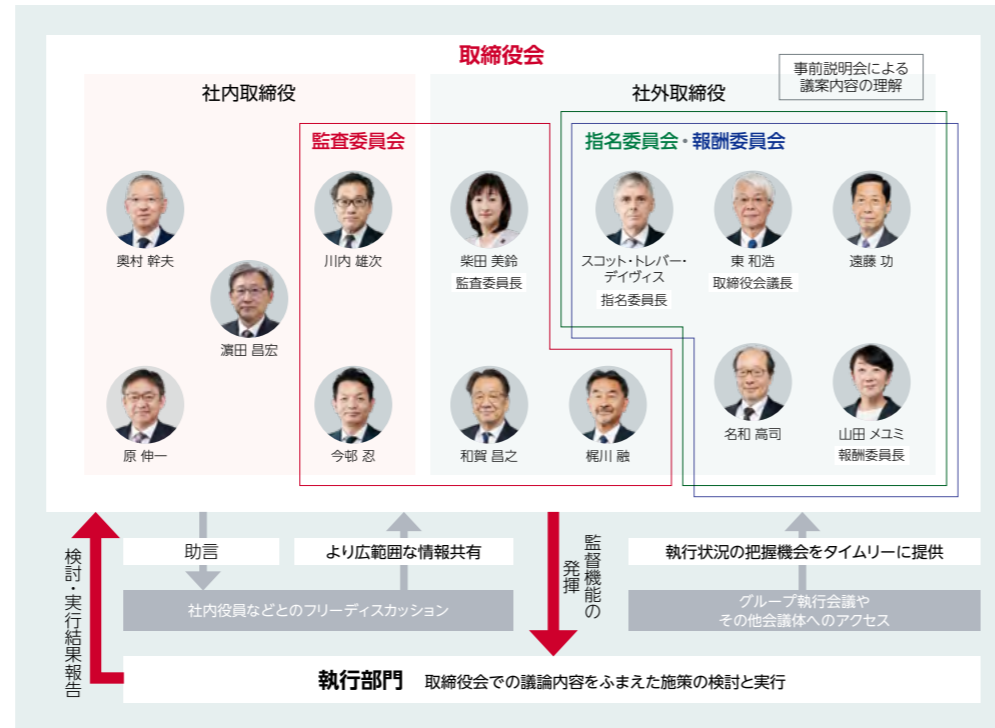 取締役会
事前説明会による
議案内容の理解
社内取締役
社外取締役
監査委員会
指名委員会・報酬委員会
奥村 幹夫
川内 雄次
柴田 美鈴
監査委員長
スコット・トレバー・
デイヴィス
指名委員長
東 和浩
取締役会議長
遠藤 功
濵田 昌宏
原 伸一
今邨 忍
和賀 昌之
梶川 融
名和 高司
山田 メユミ
報酬委員長
検討・実行結果報告
助言
より広範囲な情報共有
社内役員などとのフリーディスカッション
監督機能の
発揮
執行状況の把握機会をタイムリーに提供
グループ執行会議や
その他会議体へのアクセス
執行部門 取締役会での議論内容をふまえた施策の検討と実行